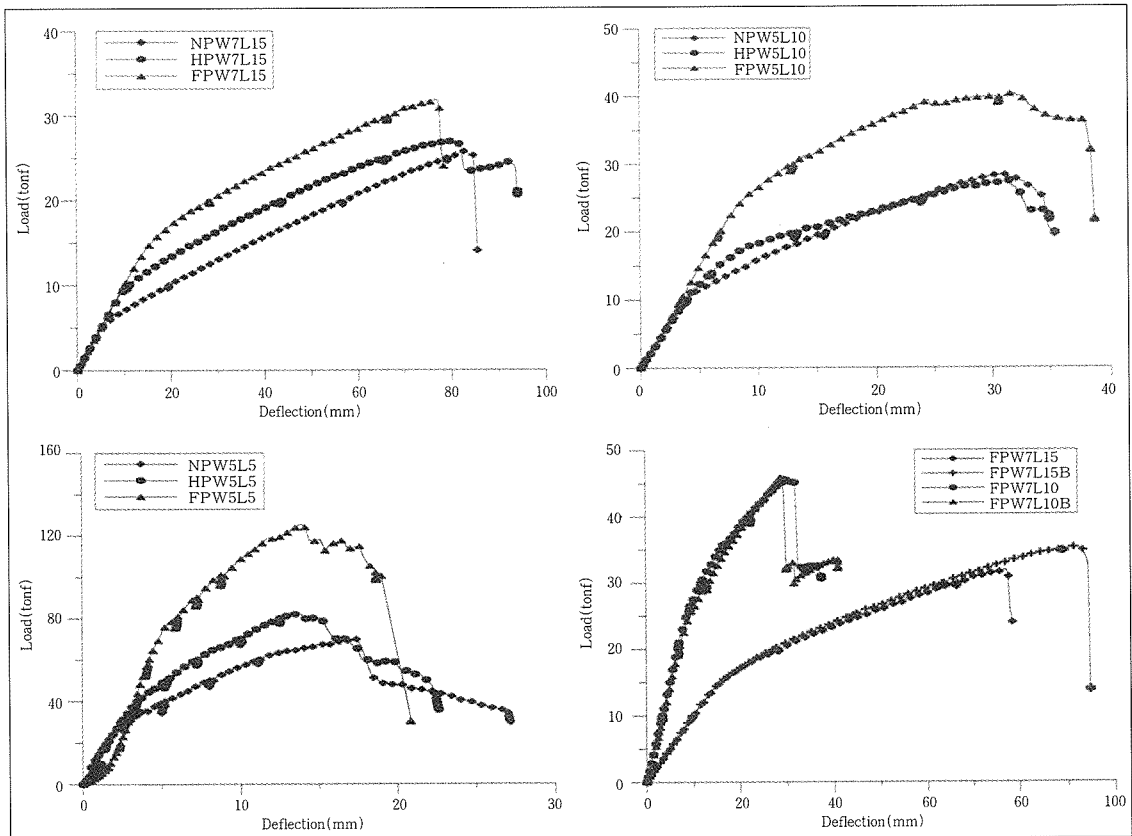 40
30
20
10
0
Load(tonf)
NPW7L15
HPW7L15
FPW7L15
0 20 40 60 80 100
Deflection(mm)
50
40
30
20
10
0
Load(tonf)
NPW5L10
HPW5L10
FPW5L10
0 10 20 30 40
Deflection(mm)
160
120
80
40
0
Load(tonf)
NPW5L5
HPW5L5
FPW5L5
0 10 20 30
Deflection(mm)
50
40
30
20
10
0
Load(tonf)
FPW7L15
FPW7L15B
FPW7L10
FPW7L10B
0 20 40 60 60 100
Deflection(mm)